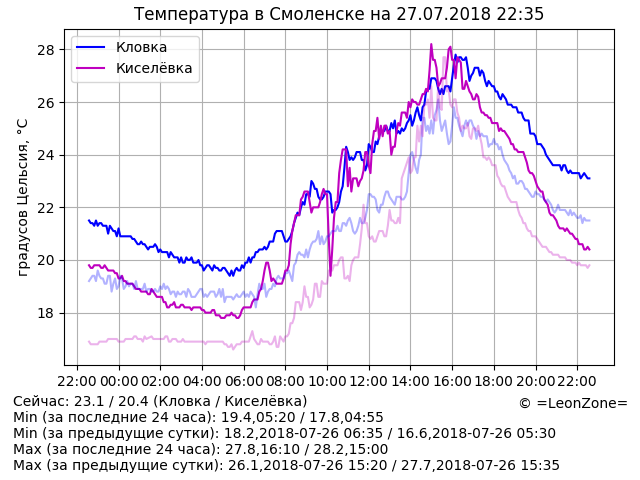 Температура в Смоленске на 27.07.2018 22:35
Кловка
Киселёвка
градусов Цельсия, °C
28
26
24
22
20
18
22:00 00:00 02:00 04:00 06:00 08:00 10:00 12:00 14:00 16:00 18:00 20:00 22:00
Сейчас: 23.1 / 20.4 (Кловка / Киселёвка)
© =LeonZone=
Min (за последние 24 часа): 19.4,05:20 / 17.8,04:55
Min (за предыдущие сутки): 18.2,2018-07-26 06:35 / 16.6,2018-07-26 05:30
Max (за последние 24 часа): 27.8,16:10 / 28.2,15:00
Max (за предыдущие сутки): 26.1,2018-07-26 15:20 / 27.7,2018-07-26 15:35